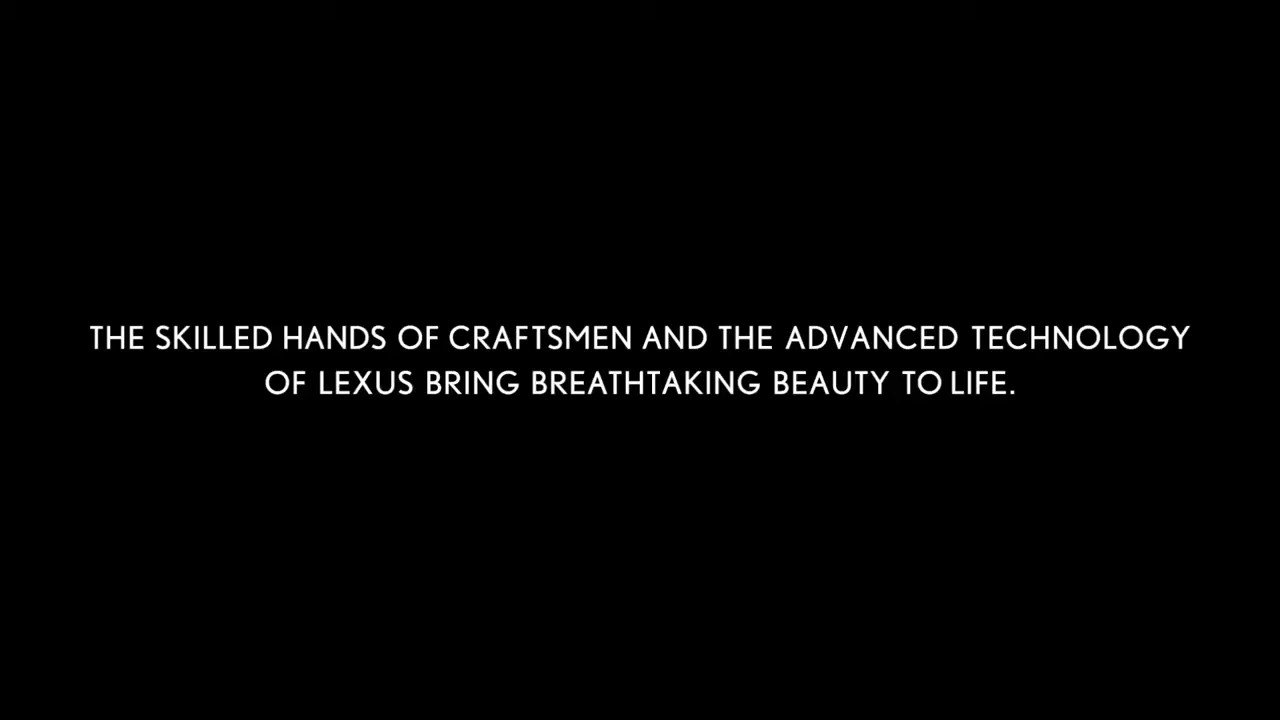 THE SKILLED HANDS OF CRAFTSMEN AND THE ADVANCED TECHNOLOGY
OF LEXUS BRING BREATHTAKING BEAUTY TO LIFE.